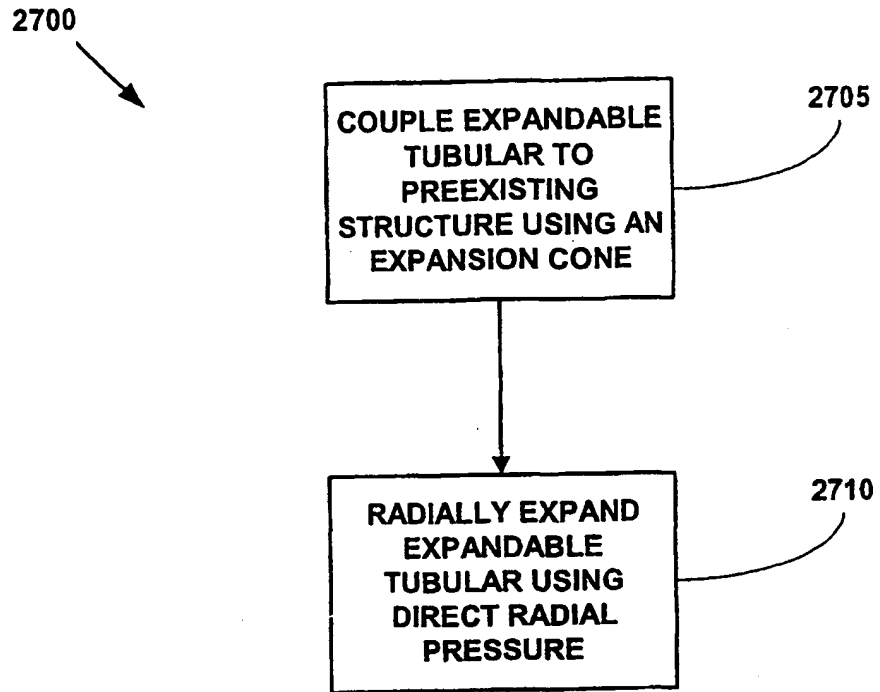 2700
COUPLE EXPANDABLE
TUBULAR TO
PREEXISTING
STRUCTURE USING AN
EXPANSION CONE
2705
RADIALLY EXPAND
EXPANDABLE
TUBULAR USING
DIRECT RADIAL
PRESSURE
2710